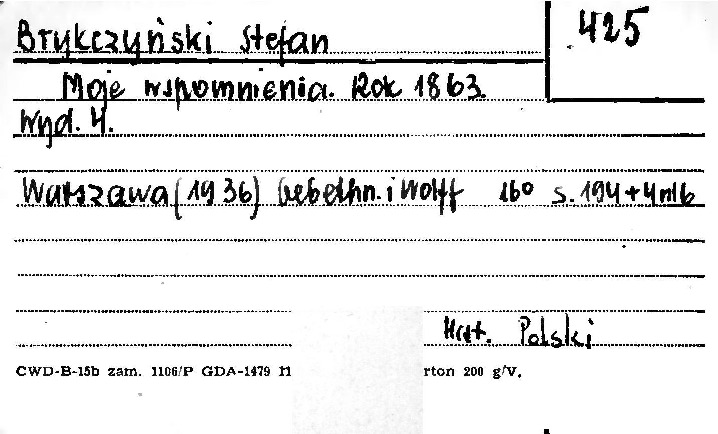 Brykczyński Stefan
425
Moje wspomnienia. Rok 1863.
Wyd. 4.
Warszawa (1936) Gebethn. i Wolff 16° s. 194+4nlb
Hist. Polski
CWD-B-15b zam. 1106/P GDA-1479
rton 200 g/V.